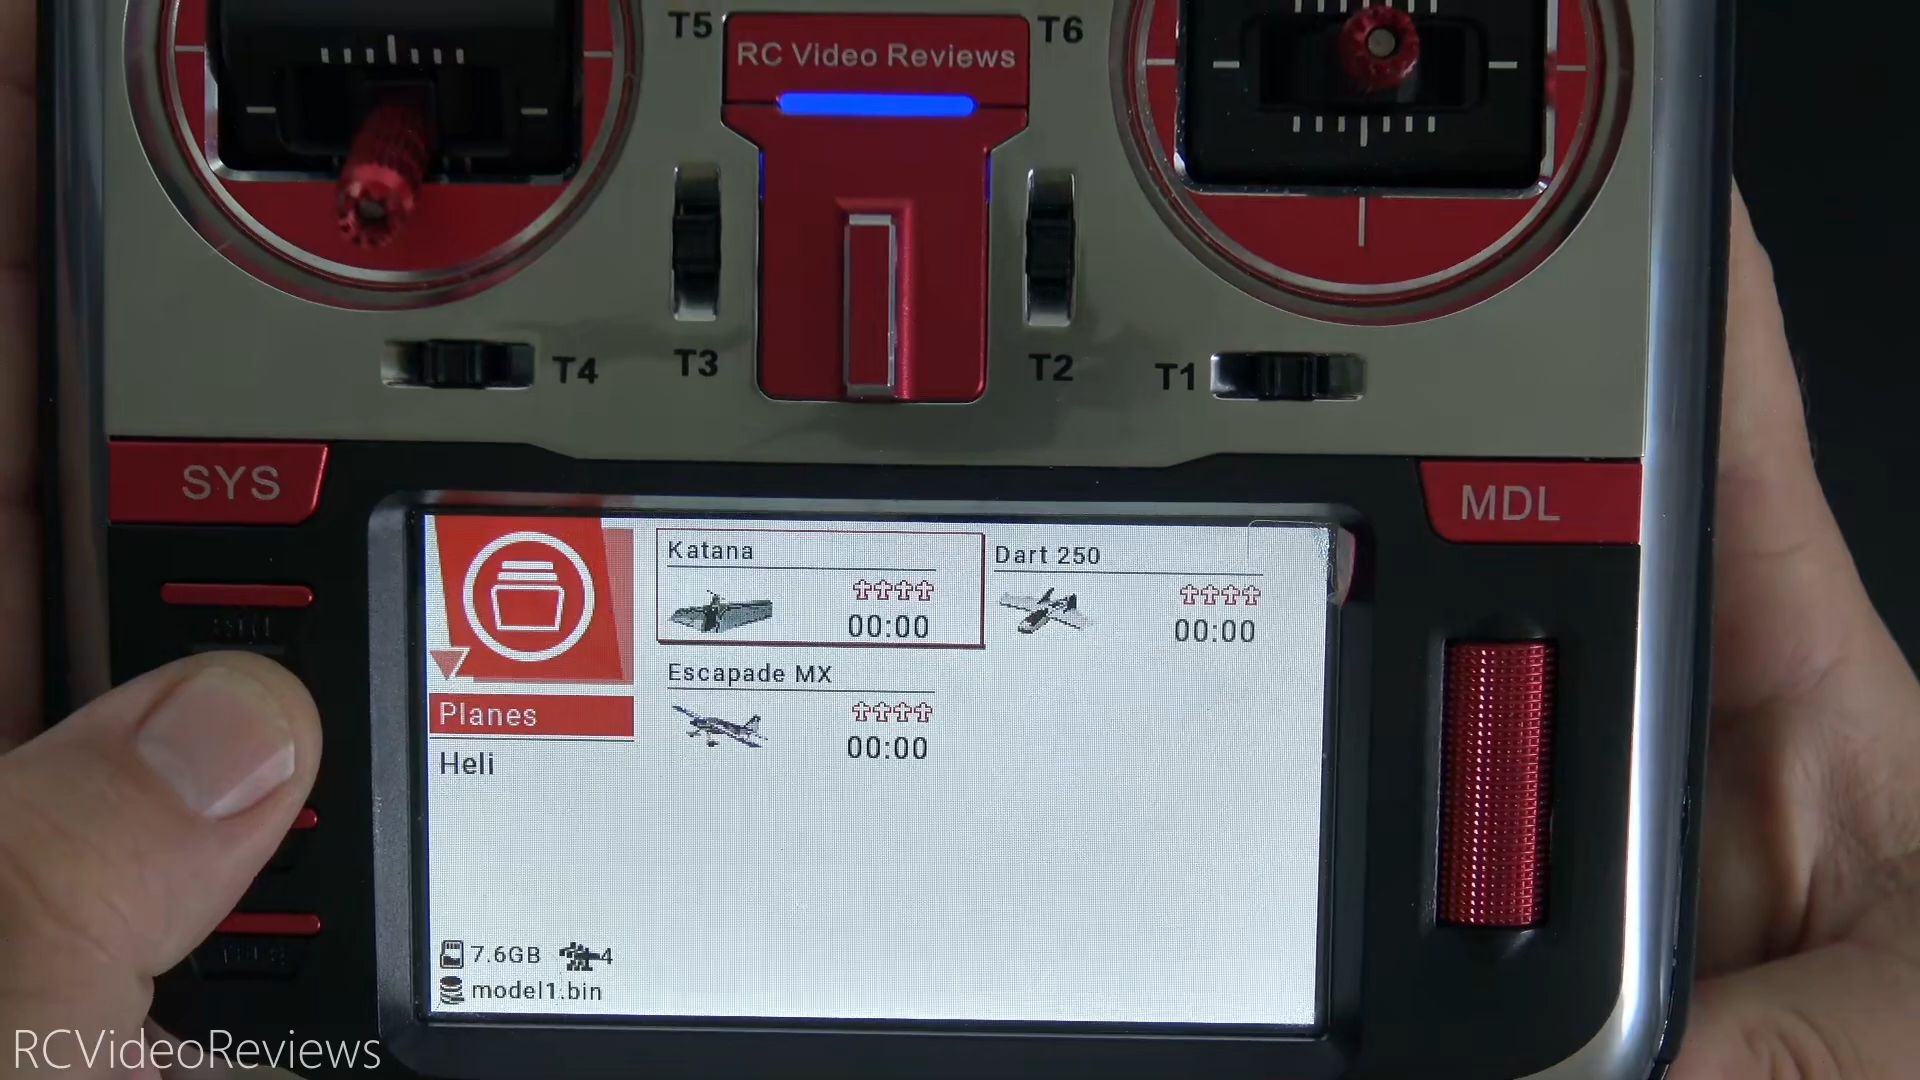 T5
RC Video Reviews
T6
T4
T3
T2
T1
SYS
MDL
Katana
00:00
Dart 250
00:00
Escapade MX
00:00
Planes
Heli
7.6GB
4
model1.bin
RCVideoReviews